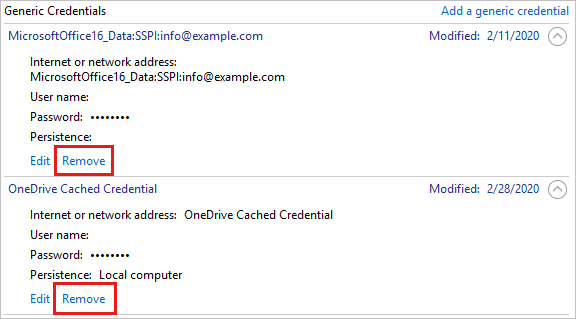 Generic Credentials Add a generic credential
MicrosoftOffice16_Data:SSPI:info@example.com Modified: 2/11/2020
Internet or network address:
MicrosoftOffice16_Data:SSPI:info@example.com
User name:
Password: ••••••••
Persistence:
Edit Remove
OneDrive Cached Credential Modified: 2/28/2020
Internet or network address: OneDrive Cached Credential
User name:
Password: ••••••••
Persistence: Local computer
Edit Remove